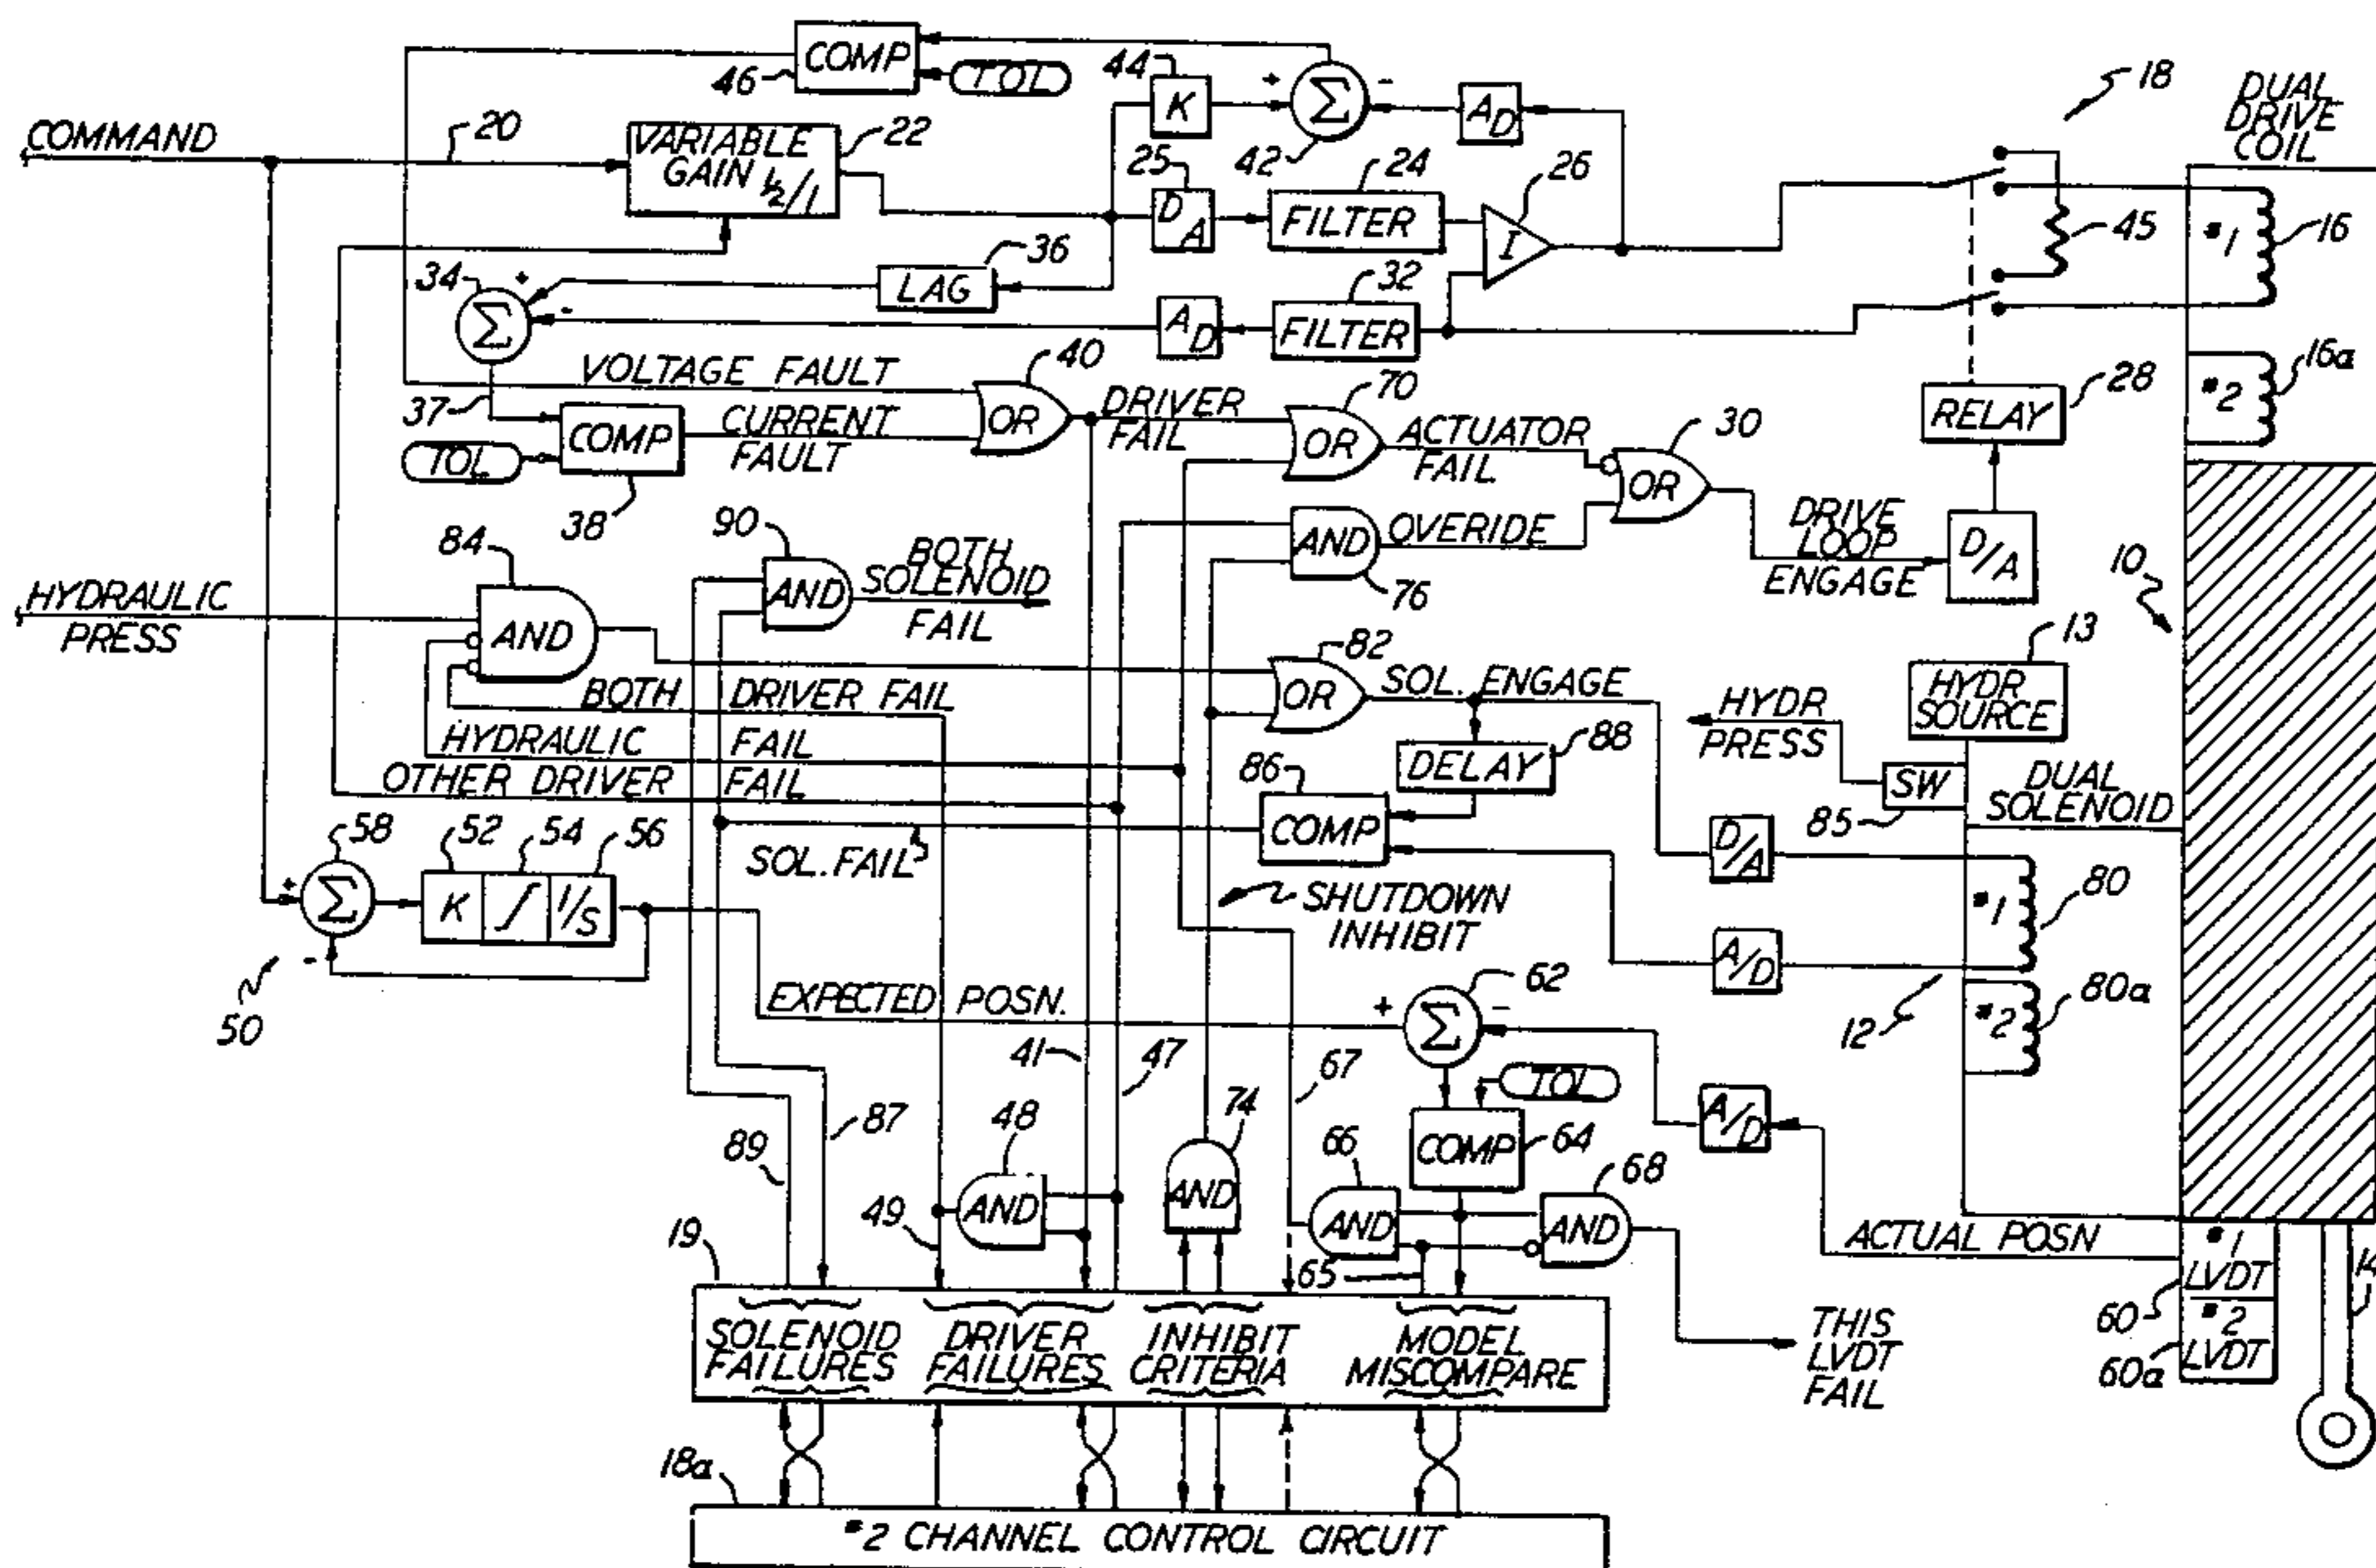 COMP
46
TOL
44
K
+
Σ
-
42
A
D
18
DUAL
DRIVE
COIL
COMMAND
20
VARIABLE
GAIN 1/2/1
22
25
D
A
24
FILTER
26
I
#1
16
45
34
+
Σ
-
36
LAG
A
D
32
FILTER
#2
16a
VOLTAGE FAULT
40
OR
DRIVER
FAIL
70
OR
ACTUATOR
FAIL
30
OR
28
RELAY
37
COMP
CURRENT
FAULT
TOL
38
84
HYDRAULIC
PRESS
AND
90
AND
BOTH
SOLENOID
FAIL
AND
OVERIDE
76
DRIVE
LOOP
ENGAGE
D/A
10
82
OR
SOL. ENGAGE
13
HYDR
SOURCE
BOTH DRIVER FAIL
HYDRAULIC FAIL
OTHER DRIVER FAIL
HYDR
PRESS
DELAY
88
86
COMP
SW
85
DUAL
SOLENOID
SOL. FAIL
58
+
Σ
-
50
52
54
56
K
∫
1/S
SHUTDOWN
INHIBIT
D/A
#1
80
A/D
12
#2
80a
EXPECTED POSN.
+
62
Σ
-
41
47
67
TOL
COMP
64
A/D
89
87
48
AND
49
74
AND
66
AND
65
68
AND
ACTUAL POSN
#1
LVDT
60
#2
LVDT
60a
14
THIS
LVDT
FAIL
19
SOLENOID
FAILURES
DRIVER
FAILURES
INHIBIT
CRITERIA
MODEL
MISCOMPARE
18a
#2 CHANNEL CONTROL CIRCUIT